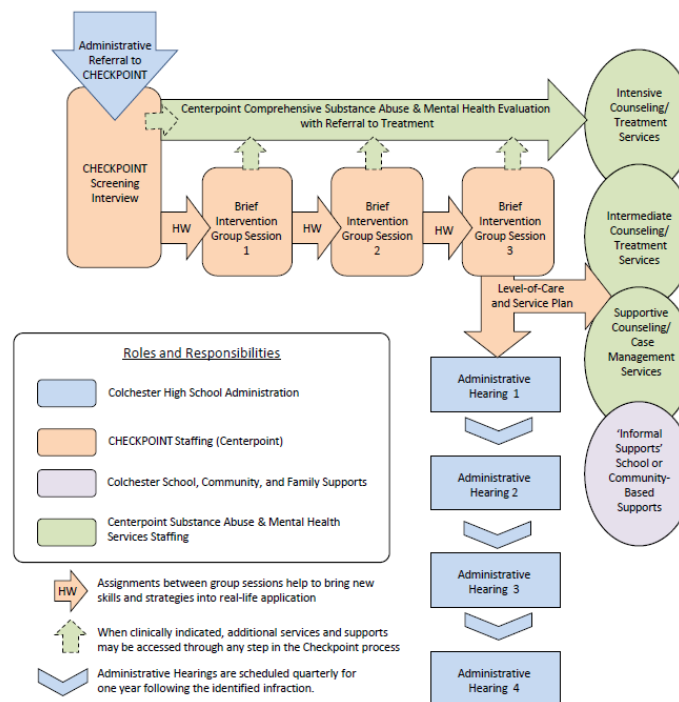 Administrative
Referral to
CHECKPOINT
Centerpoint Comprehensive Substance Abuse & Mental Health Evaluation
with Referral to Treatment
Intensive
Counseling/
Treatment
Services
CHECKPOINT
Screening
Interview
HW
Brief
Intervention
Group Session
1
HW
Brief
Intervention
Group Session 2
HW
Brief
Intervention
Group Session
3
Intermediate
Counseling/
Treatment
Services
Level-of-Care
and Service Plan
Supportive
Counseling/
Case
Management
Services
'Informal
Supports'
School or
Community-
Based
Supports
Administrative
Hearing 1
Administrative
Hearing 2
Administrative
Hearing 3
Administrative
Hearing 4
Roles and Responsibilities
Colchester High School Administration
CHECKPOINT Staffing (Centerpoint)
Colchester School, Community, and Family Supports
Centerpoint Substance Abuse & Mental Health
Services Staffing
HW
Assignments between group sessions help to bring new
skills and strategies into real-life application
When clinically indicated, additional services and supports
may be accessed through any step in the Checkpoint process
Administrative Hearings are scheduled quarterly for
one year following the identified infraction.